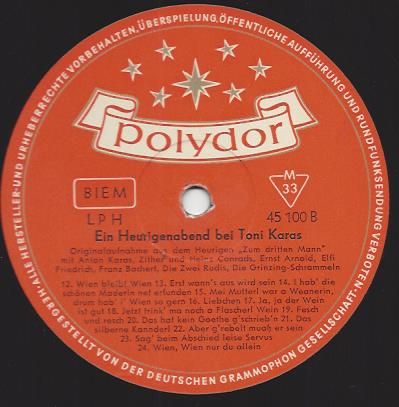 ALLE HERSTELLER- UND URHEBERRECHTE VORBEHALTEN, ÜBERSPIELUNG, ÖFFENTLICHE AUFFÜHRUNG UND RUNDFUNKSENDUNG VERBOTEN.
polydor
BIEM
M
33
LPH
45 100 B
Ein Heurigenabend bei Toni Karas
Originalaufnahme aus dem Heurigen „Zum dritten Mann"
mit Anton Karas, Zither und Heinz Conrads, Ernst Arnold, Elfi
Friedrich, Franz Bacherl, Die Zwei Rudis, Die Grinzing-Schrammeln
12. Wien bleibt Wien 13. Erst wann's aus wird sein 14. I hab' die
schönen Maderln net erfunden 15. Mei Mutterl war a Weanerin,
drum hab' i Wien so gern 16. Liebchen 17. Ja, ja der Wein
ist gut 18. Jetzt trink' ma noch a Flascherl Wein 19. Fesch
und resch 20. Das hat kein Goethe g'schrieb'n 21. Das
silberne Kanderl 22. Aber g'rebelt muaß er sein
23. Sag' beim Abschied leise Servus
24. Wien, Wien nur du allein
HERGESTELLT VON DER DEUTSCHEN GRAMMOPHON GESELLSCHAFT